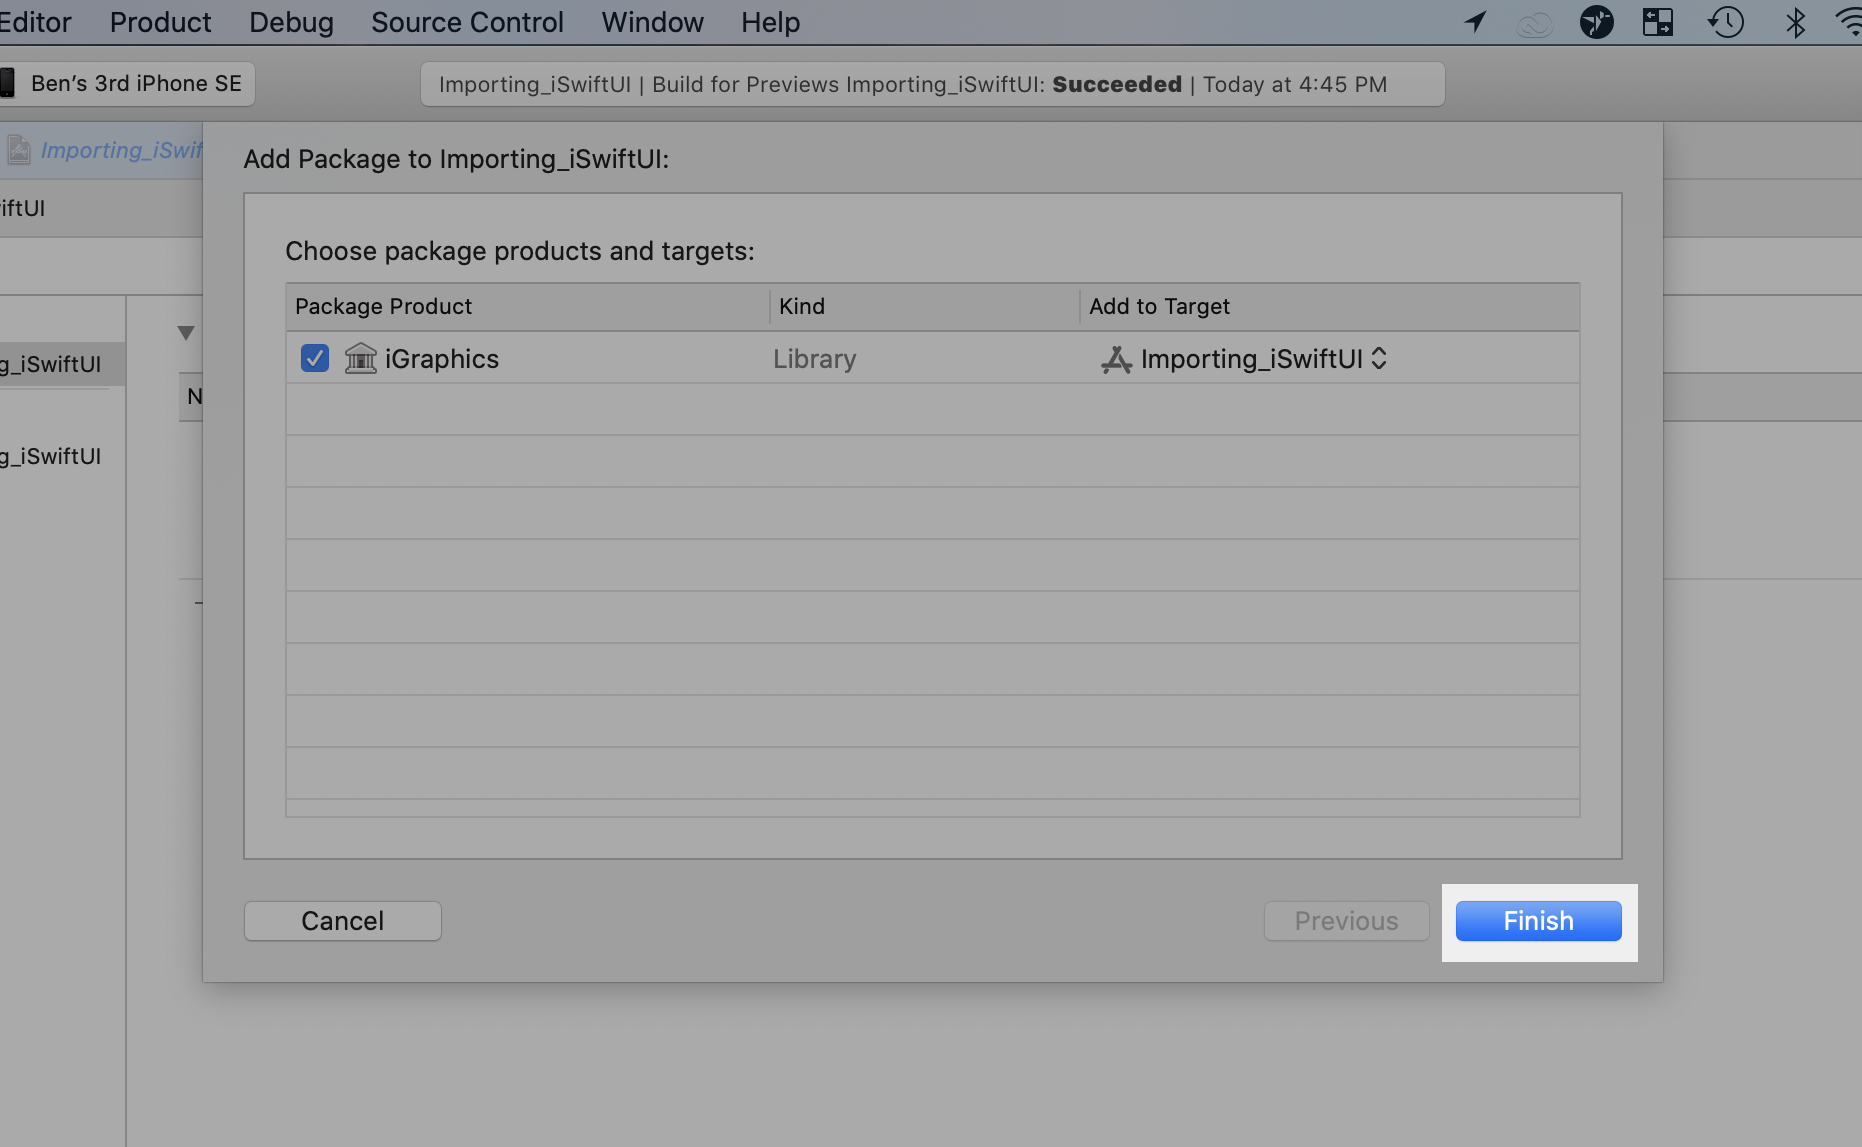 Editor Product Debug Source Control Window Help
Ben's 3rd iPhone SE
Importing_iSwiftUI | Build for Previews Importing_iSwiftUI: Succeeded | Today at 4:45 PM
Importing_iSwif
Add Package to Importing_iSwiftUI:
iftUI
Choose package products and targets:
Package Product Kind Add to Target
iGraphics Library Importing_iSwiftUI
g_iSwiftUI
N
g_iSwiftUI
Cancel Previous Finish